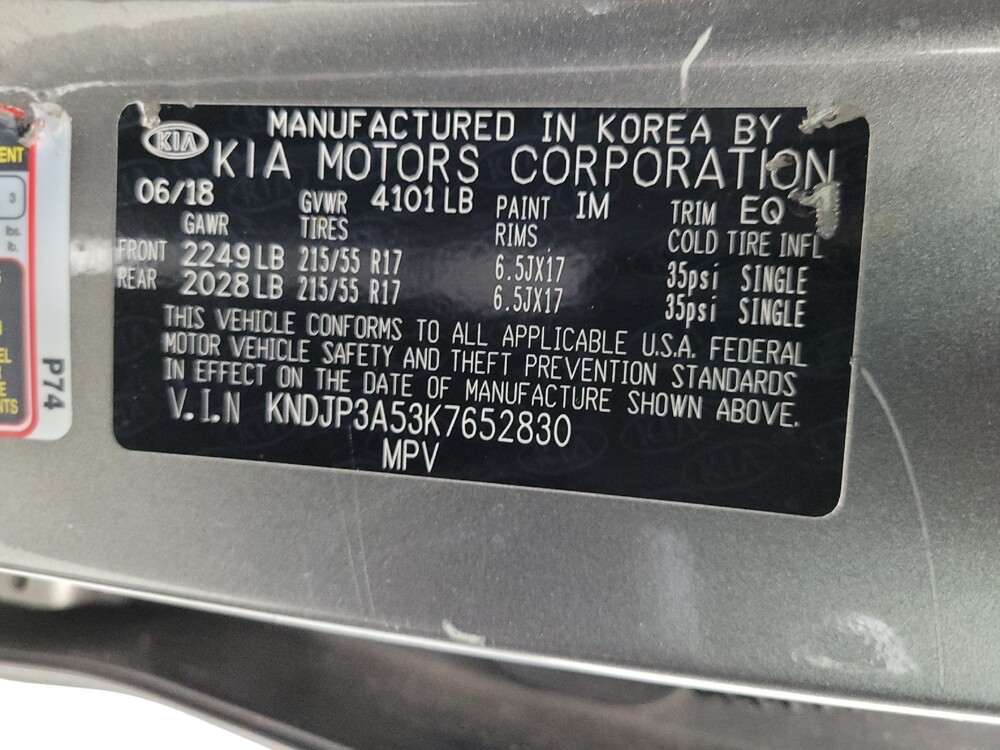 KIA
MANUFACTURED IN KOREA BY
KIA MOTORS CORPORATION
06/18 GVWR 4101 LB PAINT IM TRIM EQ
GAWR TIRES RIMS COLD TIRE INFL
FRONT 2249 LB 215/55 R17 6.5JX17 35psi SINGLE
REAR 2028 LB 215/55 R17 6.5JX17 35psi SINGLE
THIS VEHICLE CONFORMS TO ALL APPLICABLE U.S.A. FEDERAL
MOTOR VEHICLE SAFETY AND THEFT PREVENTION STANDARDS
IN EFFECT ON THE DATE OF MANUFACTURE SHOWN ABOVE.
V.I.N KNDJP3A53K7652830
MPV
3
lbs.
lb.
P74